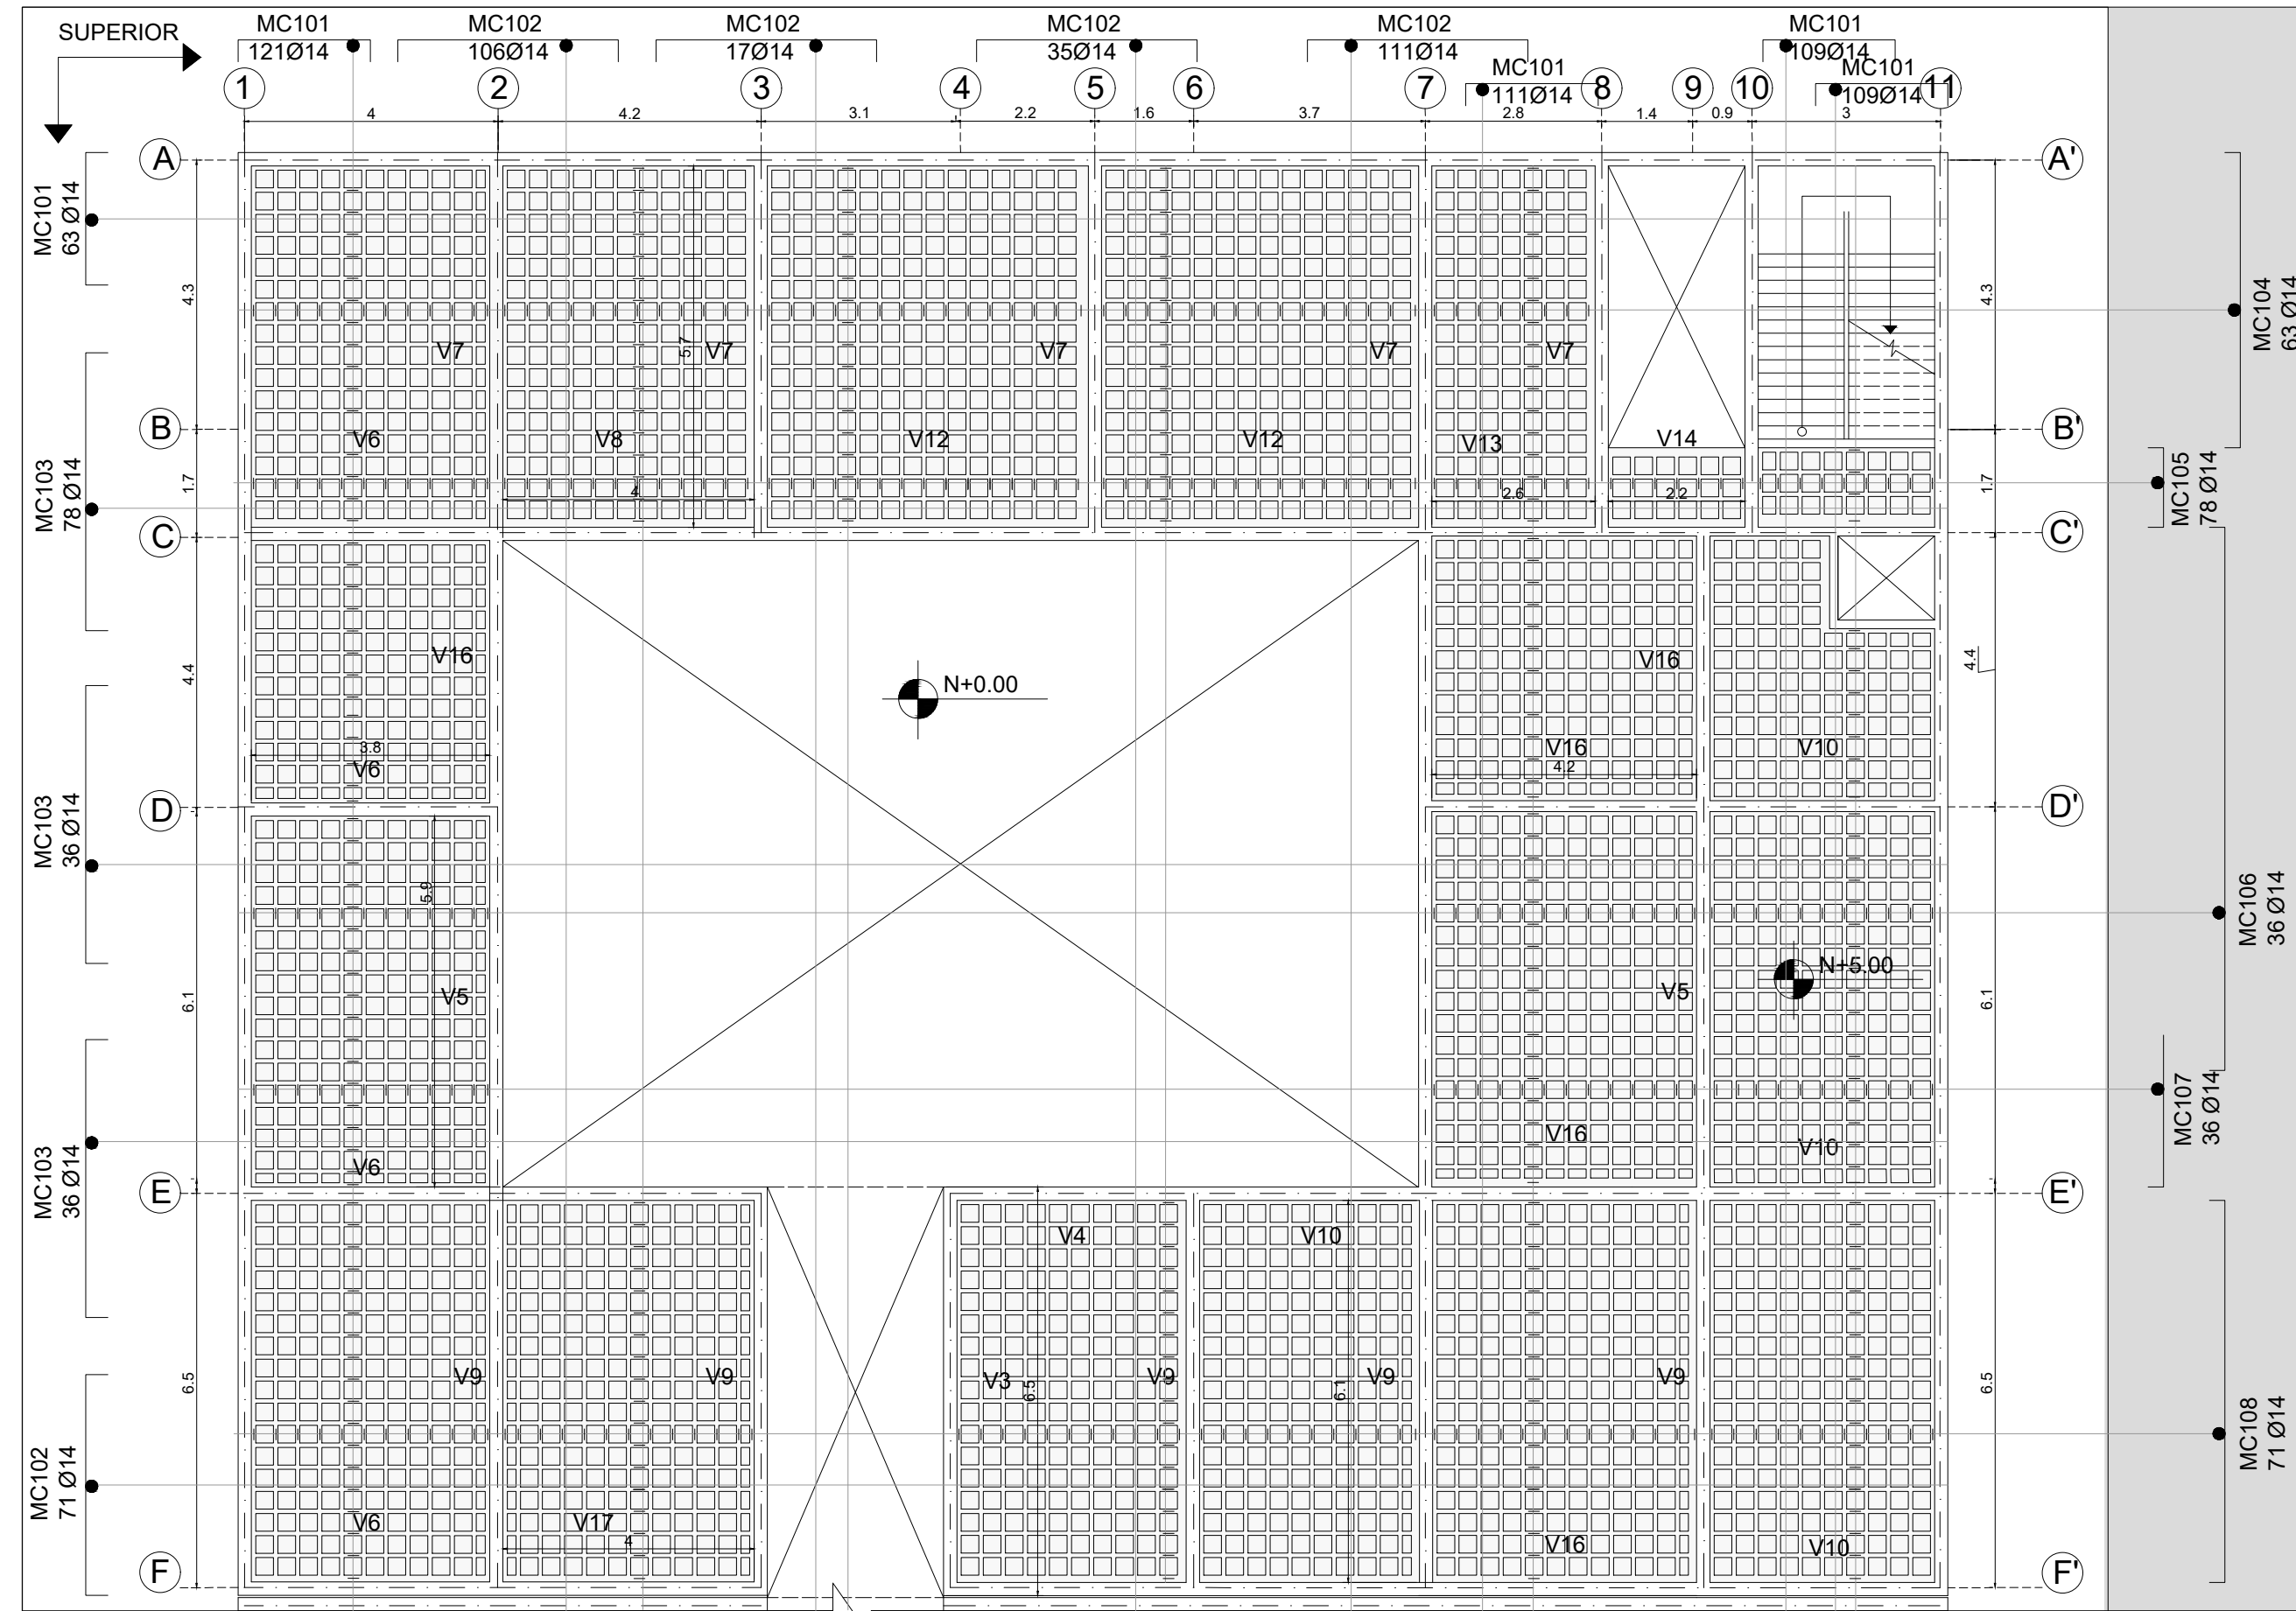 SUPERIOR
MC101
121Ø14
MC102
106Ø14
MC102
17Ø14
MC102
35Ø14
MC102
111Ø14
MC101
109Ø14
MC101
111Ø14
MC101
109Ø14
1 2 3 4 5 6 7 8 9 10 11
4 4.2 3.1 2.2 1.6 3.7 2.8 1.4 0.9 3
A A'
MC101
63 Ø14
4.3 4.3
MC104
63 Ø14
V7 V7 V7 V7 V7
5.7
B B'
V6 V8 V12 V12 V13 V14
MC103
78 Ø14
1.7 1.7
4 2.6 2.2
MC105
78 Ø14
C C'
4.4 4.4
V16 V16
N+0.00
3.8
V6 V16 V10
4.2
D D'
MC103
36 Ø14
5.9
MC106
36 Ø14
6.1 6.1
V5 V5
N+5.00
MC107
36 Ø14
V16 V10
V6
MC103
36 Ø14
E E'
V4 V10
6.5 6.5
V9 V9 V3 6.5 V9 6.1 V9 V9
MC102
71 Ø14
MC108
71 Ø14
V6 V17 V16 V10
4
F F'